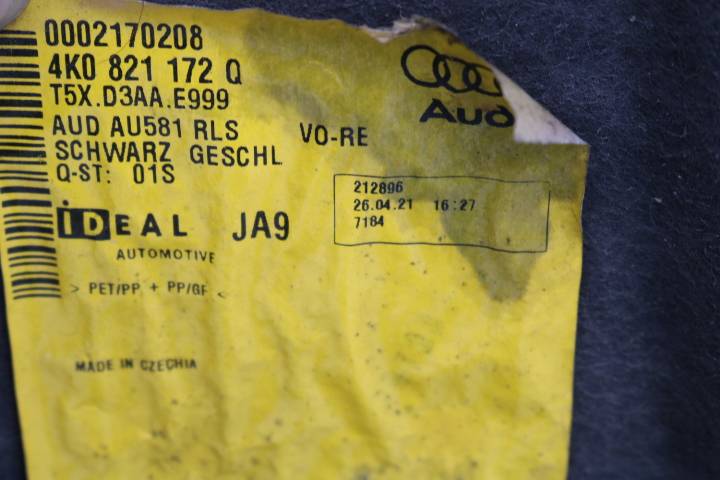 0002170208
4K0 821 172 Q
T5X.D3AA.E999
AUD AU581 RLS VO-RE
SCHWARZ GESCHL
Q-ST: 01S
Aud
212896
26.04.21 16:27
7184
iDEAL JA9
AUTOMOTIVE
> PET/PP + PP/GF <
MADE IN CZECHIA